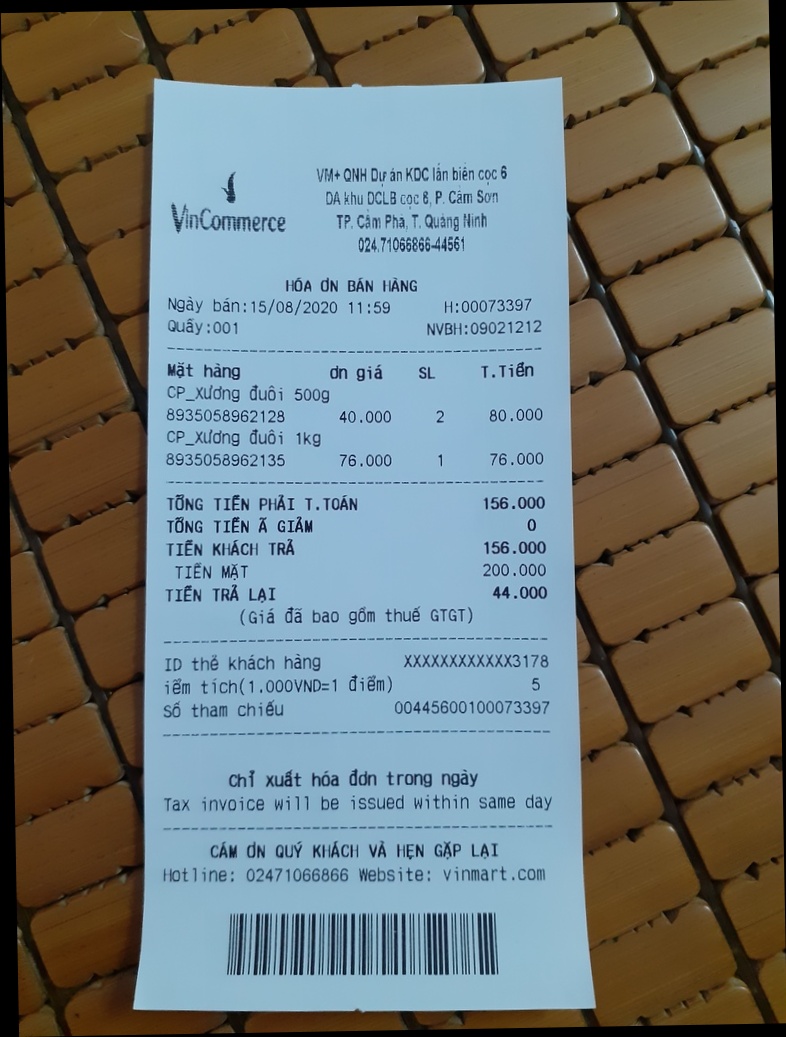 VinCommerce
VM+ QNH Dự án KDC lấn biển cọc 6
DA khu DCLB cọc 6, P. Cẩm Sơn
TP. Cẩm Phả, T. Quảng Ninh
024.71066866-44561
HÓA ƠN BÁN HÀNG
Ngày bán:15/08/2020 11:59 H:00073397
Quầy:001 NVBH:09021212
Mặt hàng ơn giá SL T.Tiền
CP_Xương đuôi 500g
8935058962128 40.000 2 80.000
CP_Xương đuôi 1kg
8935058962135 76.000 1 76.000
TỔNG TIỀN PHẢI T.TOÁN 156.000
TỔNG TIỀN Ã GIẢM 0
TIỀN KHÁCH TRẢ 156.000
TIỀN MẶT 200.000
TIỀN TRẢ LẠI 44.000
(Giá đã bao gồm thuế GTGT)
ID thẻ khách hàng XXXXXXXXXXXX3178
iểm tích(1.000VND=1 điểm) 5
Số tham chiếu 00445600100073397
Chỉ xuất hóa đơn trong ngày
Tax invoice will be issued within same day
CẢM ƠN QUÝ KHÁCH VÀ HẸN GẶP LẠI
Hotline: 02471066866 Website: vinmart.com